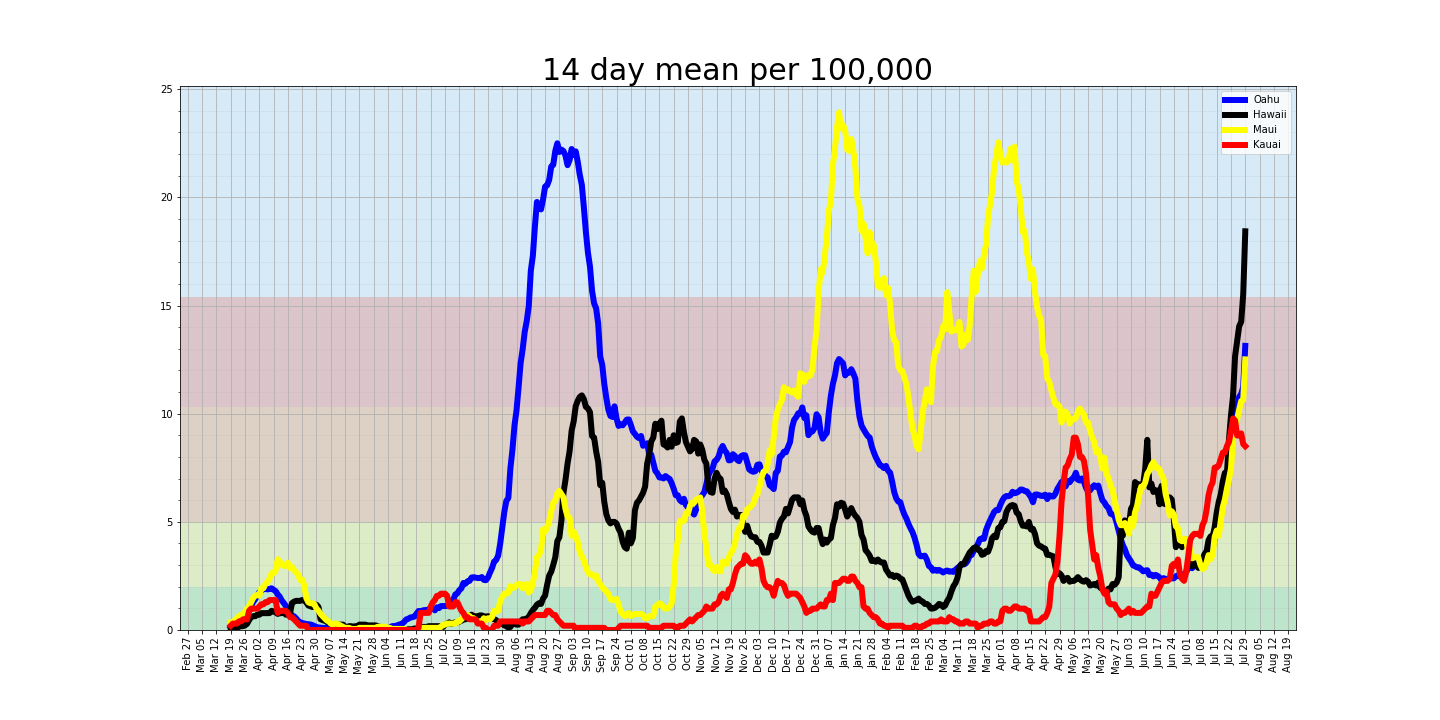 14 day mean per 100,000
25
20
15
10
5
0
Oahu
Hawaii
Maui
Kauai
Feb 27
Mar 05
Mar 12
Mar 19
Mar 26
Apr 02
Apr 09
Apr 16
Apr 23
Apr 30
May 07
May 14
May 21
May 28
Jun 04
Jun 11
Jun 18
Jun 25
Jul 02
Jul 09
Jul 16
Jul 23
Jul 30
Aug 06
Aug 13
Aug 20
Aug 27
Sep 03
Sep 10
Sep 17
Sep 24
Oct 01
Oct 08
Oct 15
Oct 22
Oct 29
Nov 05
Nov 12
Nov 19
Nov 26
Dec 03
Dec 10
Dec 17
Dec 24
Dec 31
Jan 07
Jan 14
Jan 21
Jan 28
Feb 04
Feb 11
Feb 18
Feb 25
Mar 04
Mar 11
Mar 18
Mar 25
Apr 01
Apr 08
Apr 15
Apr 22
Apr 29
May 06
May 13
May 20
May 27
Jun 03
Jun 10
Jun 17
Jun 24
Jul 01
Jul 08
Jul 15
Jul 22
Jul 29
Aug 05
Aug 12
Aug 19